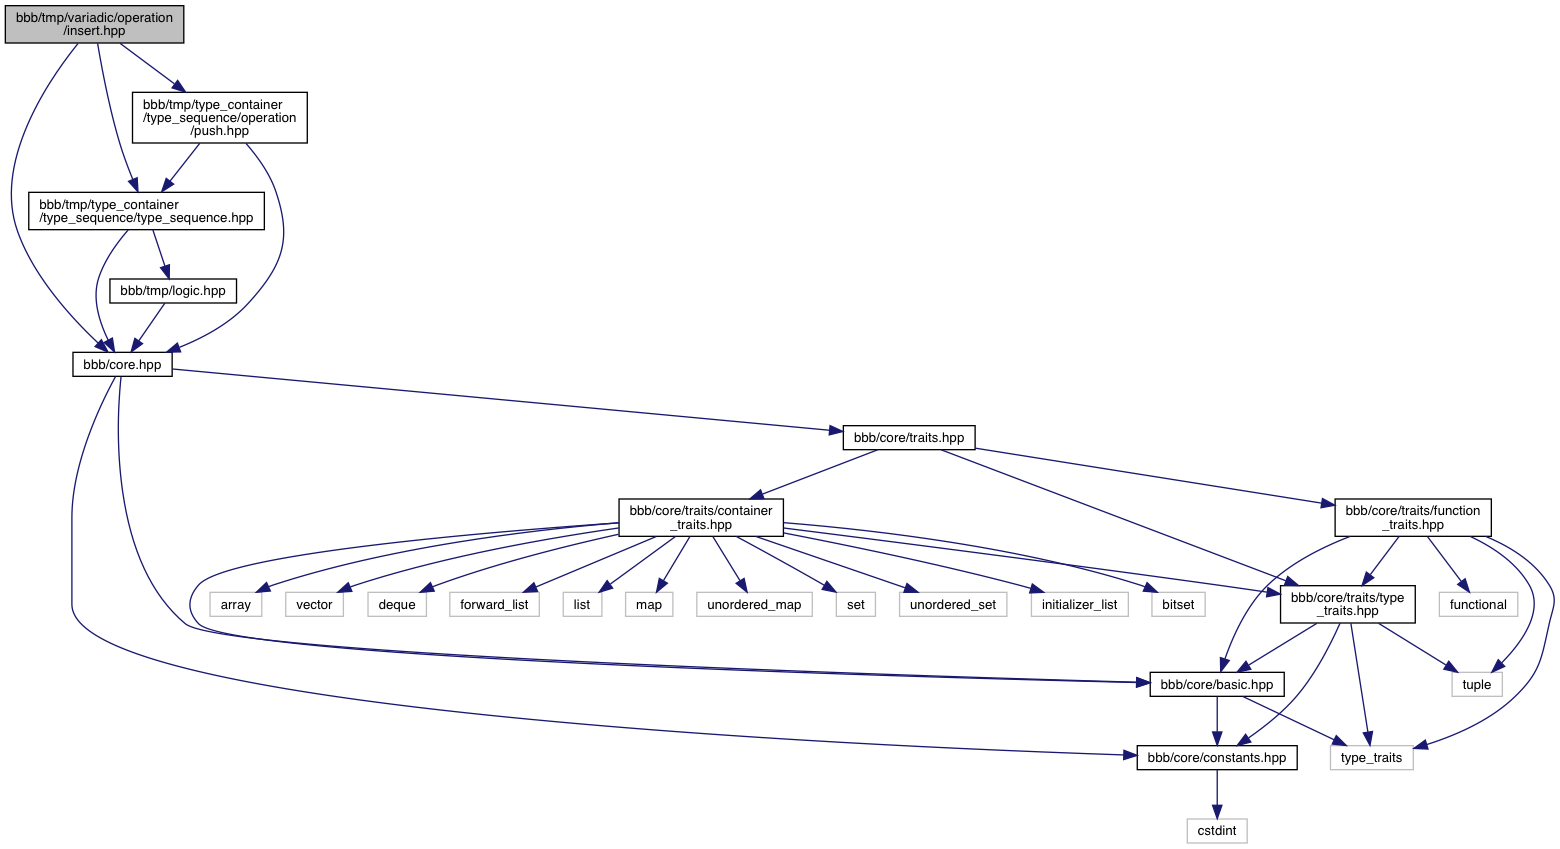 bbb/tmp/variadic/operation
/insert.hpp
bbb/tmp/type_container
/type_sequence/operation
/push.hpp
bbb/tmp/type_container
/type_sequence/type_sequence.hpp
bbb/tmp/logic.hpp
bbb/core.hpp
bbb/core/traits.hpp
bbb/core/traits/container
_traits.hpp
bbb/core/traits/function
_traits.hpp
array
vector
deque
forward_list
list
map
unordered_map
set
unordered_set
initializer_list
bitset
bbb/core/traits/type
_traits.hpp
functional
bbb/core/basic.hpp
tuple
bbb/core/constants.hpp
type_traits
cstdint